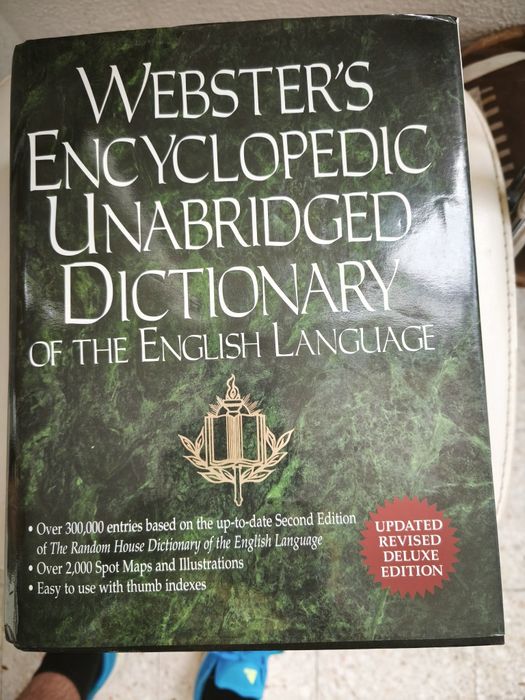 WEBSTER'S
ENCYCLOPEDIC
UNABRIDGED
DICTIONARY
OF THE ENGLISH LANGUAGE
• Over 300,000 entries based on the up-to-date Second Edition
of The Random House Dictionary of the English Language
• Over 2,000 Spot Maps and Illustrations
• Easy to use with thumb indexes
UPDATED
REVISED
DELUXE
EDITION